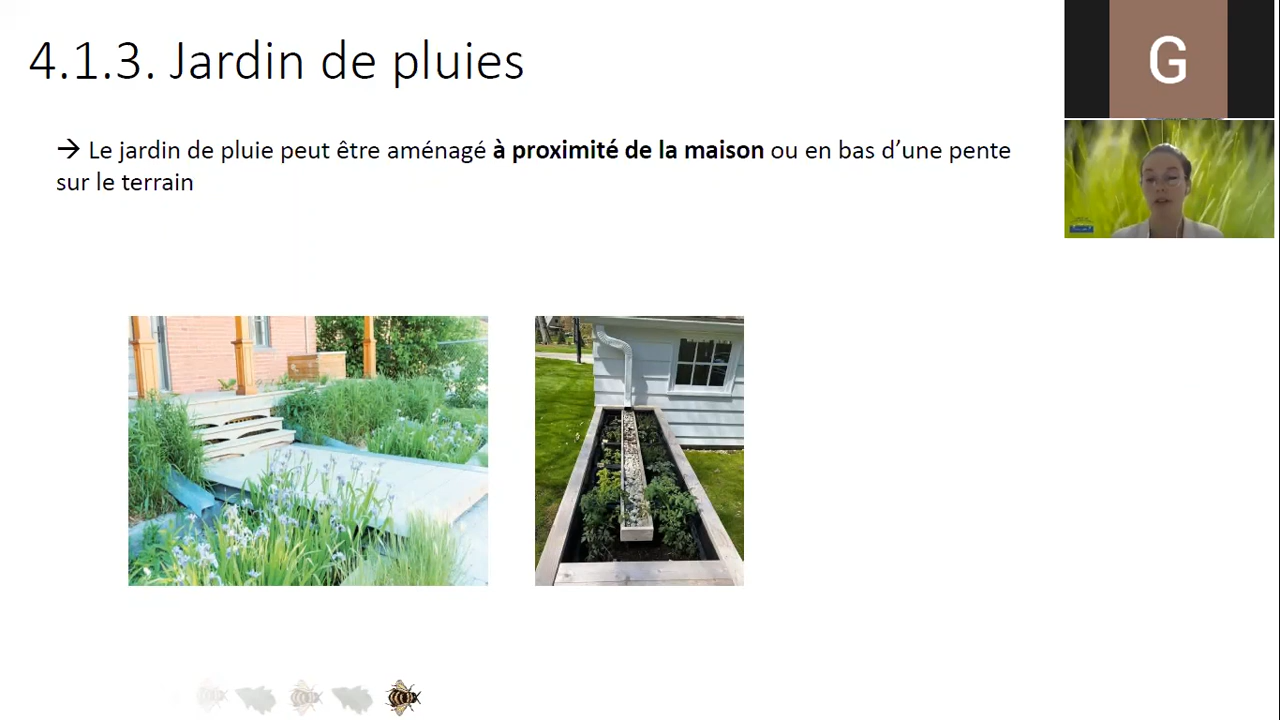 4.1.3. Jardin de pluies
→ Le jardin de pluie peut être aménagé à proximité de la maison ou en bas d’une pente
sur le terrain
G